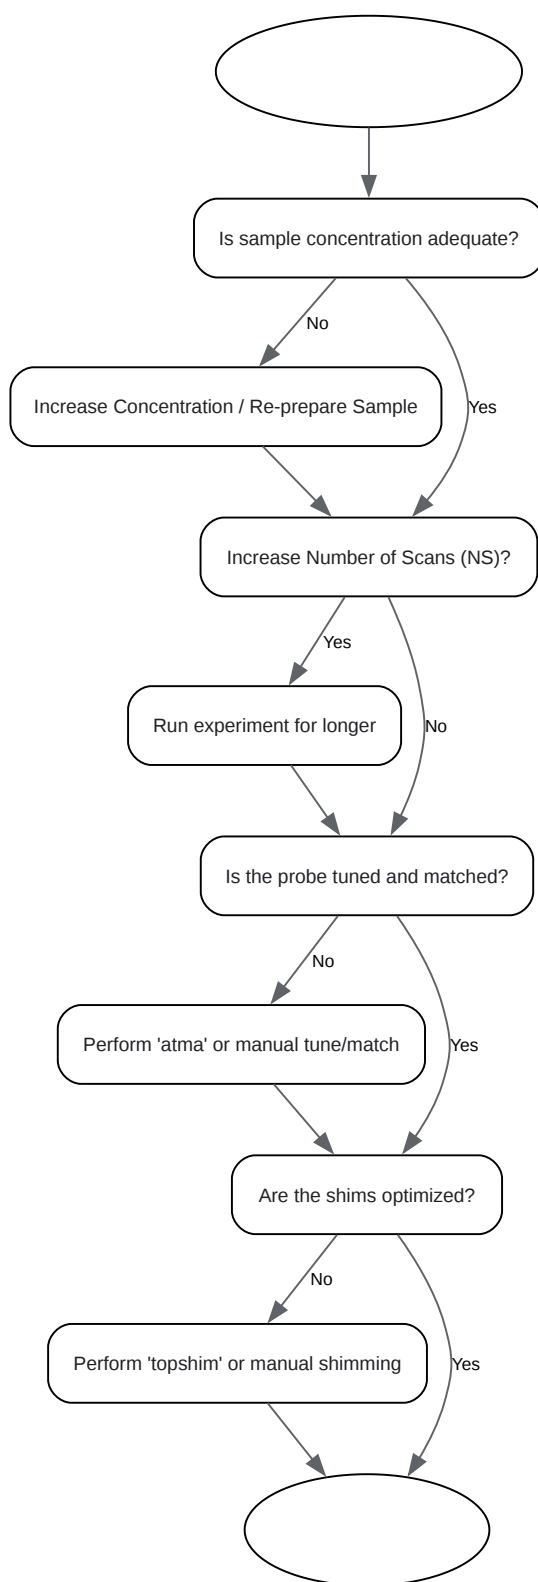 Is sample concentration adequate?
No
Increase Concentration / Re-prepare Sample
Yes
Increase Number of Scans (NS)?
Yes
Run experiment for longer
No
Is the probe tuned and matched?
No
Perform 'atma' or manual tune/match
Yes
Are the shims optimized?
No
Perform 'topshim' or manual shimming
Yes